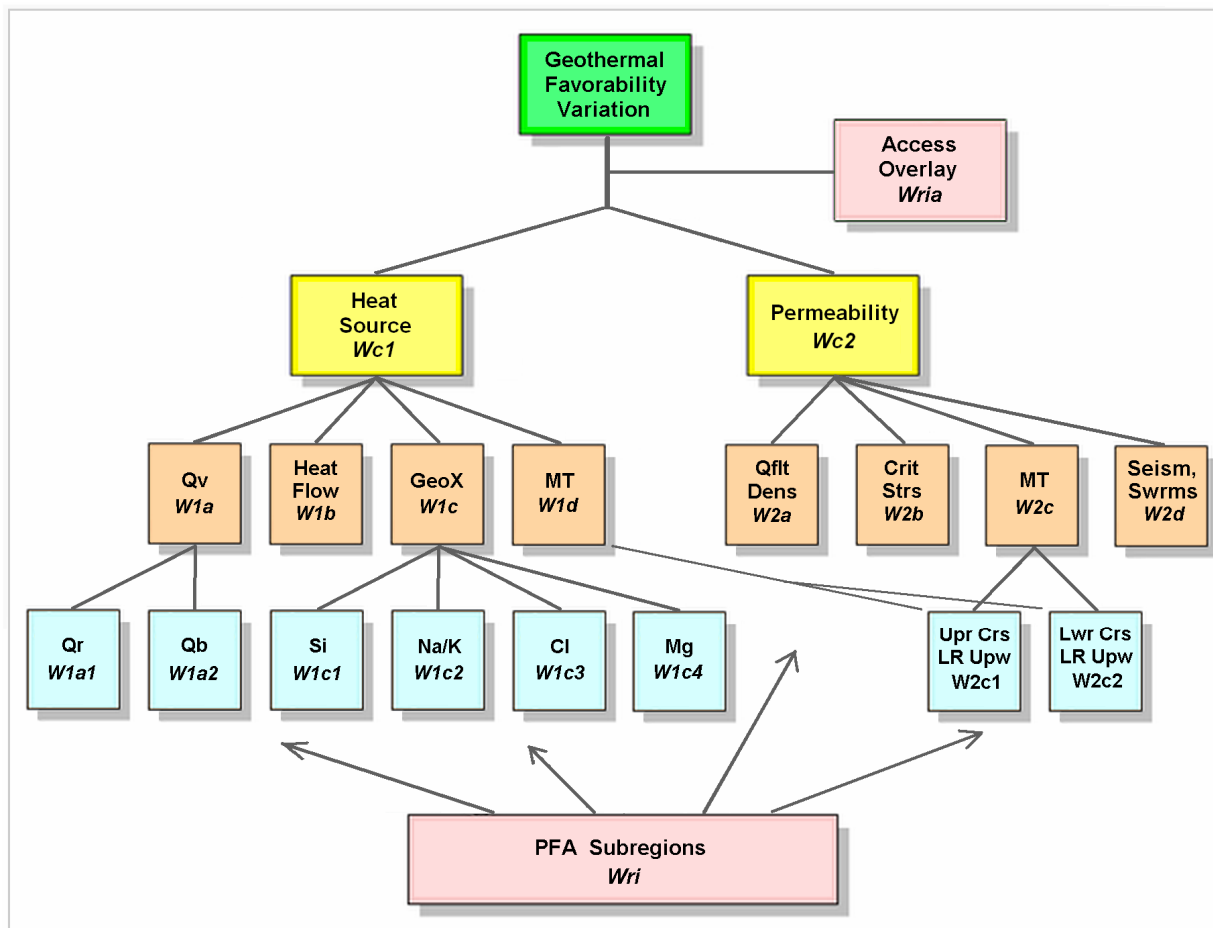 Geothermal
Favorability
Variation
Access
Overlay
Wria
Heat
Source
Wc1
Permeability
Wc2
Qv
W1a
Heat
Flow
W1b
GeoX
W1c
MT
W1d
Qflt
Dens
W2a
Crit
Strs
W2b
MT
W2c
Seism,
Swrms
W2d
Qr
W1a1
Qb
W1a2
Si
W1c1
Na/K
W1c2
Cl
W1c3
Mg
W1c4
Upr Crs
LR Upw
W2c1
Lwr Crs
LR Upw
W2c2
PFA Subregions
Wri